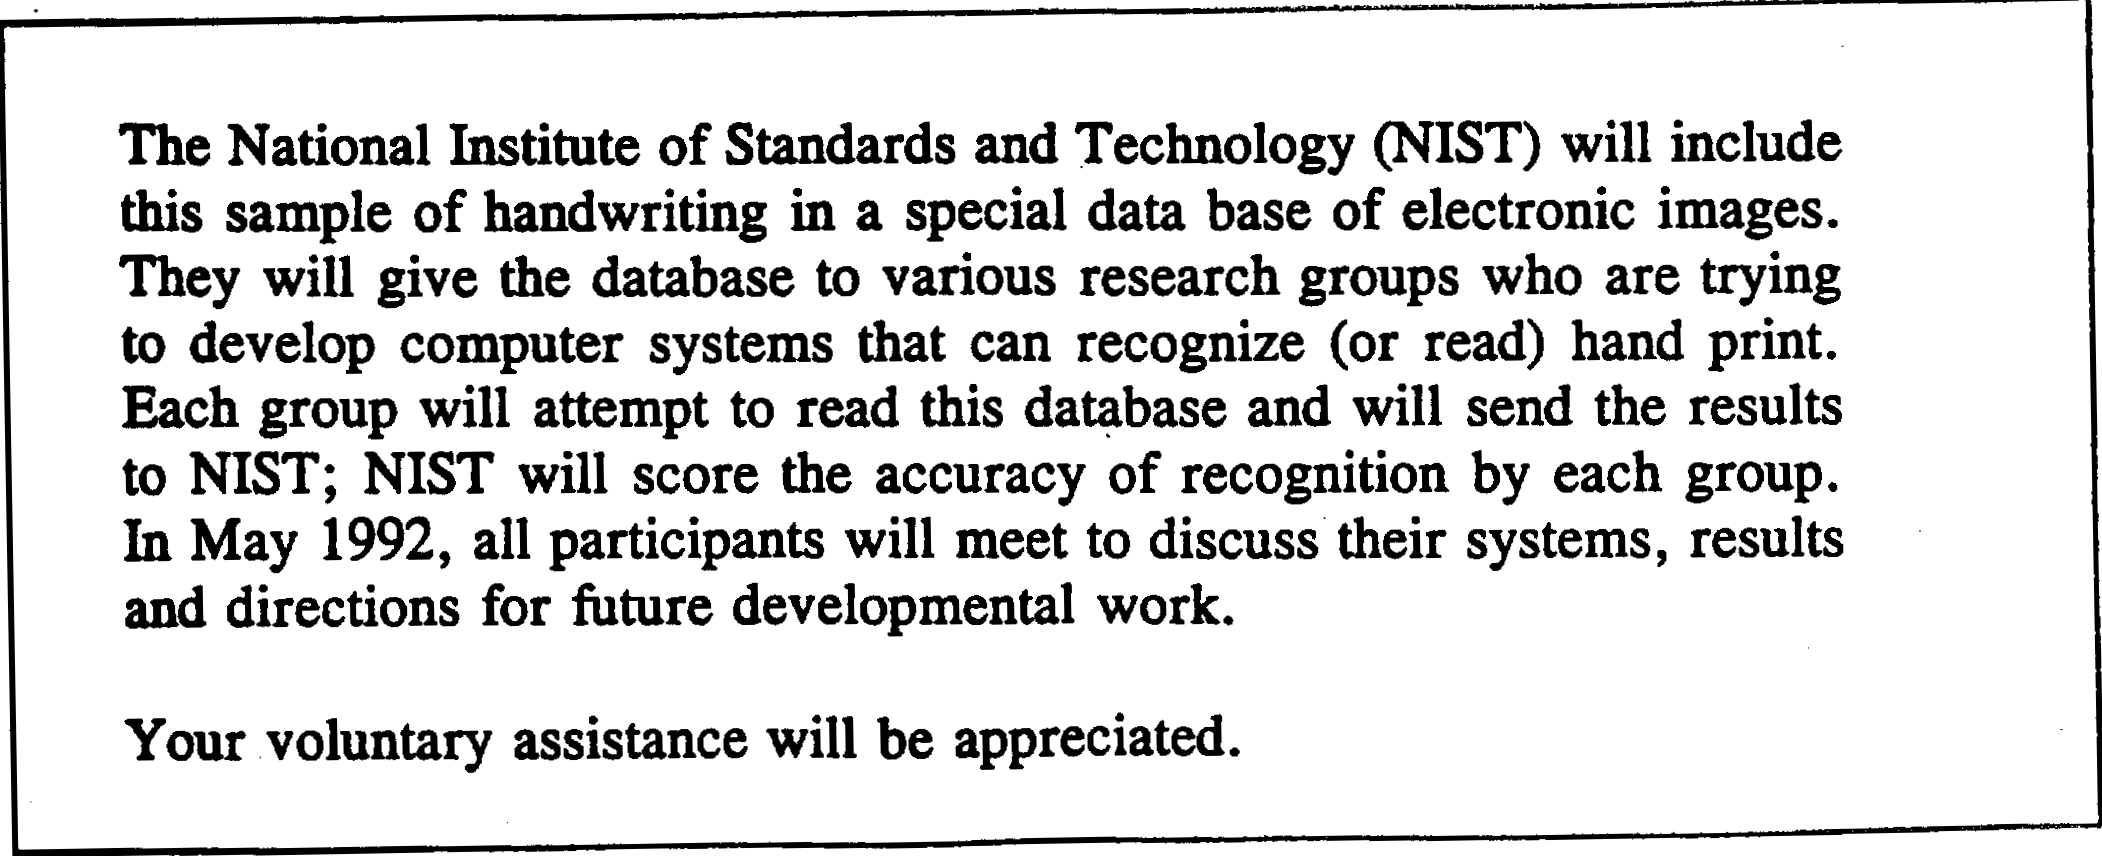 The National Institute of Standards and Technology (NIST) will include
this sample of handwriting in a special data base of electronic images.
They will give the database to various research groups who are trying
to develop computer systems that can recognize (or read) hand print.
Each group will attempt to read this database and will send the results
to NIST; NIST will score the accuracy of recognition by each group.
In May 1992, all participants will meet to discuss their systems, results
and directions for future developmental work.
Your voluntary assistance will be appreciated.